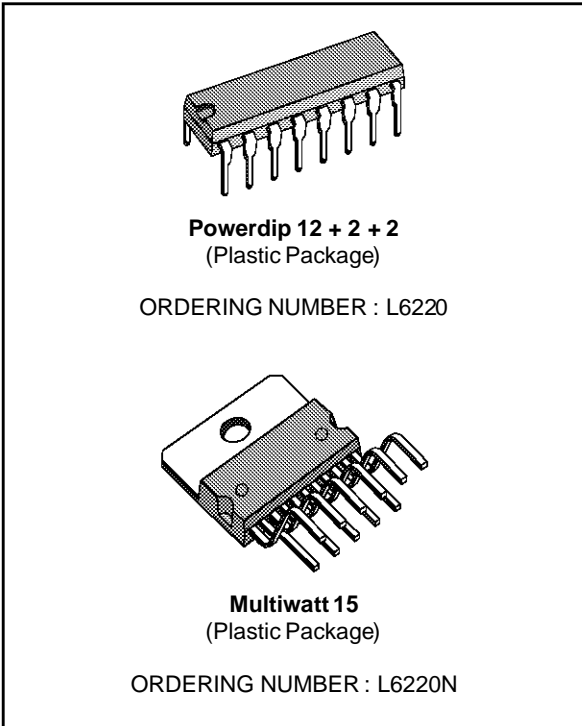 Powerdip 12 + 2 + 2
(Plastic Package)
ORDERING NUMBER : L6220
Multiwatt 15
(Plastic Package)
ORDERING NUMBER : L6220N